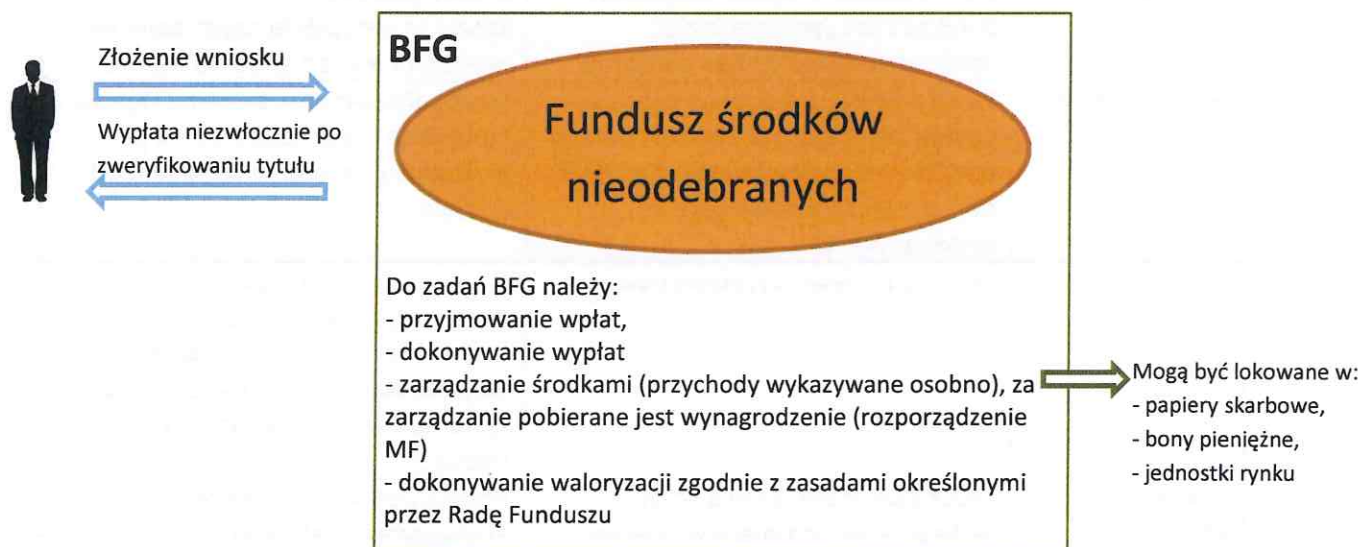 Złożenie wniosku
Wypłata niezwłocznie po
zweryfikowaniu tytułu
BFG
Fundusz środków
nieodebranych
Do zadań BFG należy:
- przyjmowanie wpłat,
- dokonywanie wypłat
- zarządzanie środkami (przychody wykazywane osobno), za
zarządzanie pobierane jest wynagrodzenie (rozporządzenie
MF)
- dokonywanie waloryzacji zgodnie z zasadami określonymi
przez Radę Funduszu
Mogą być lokowane w:
- papiery skarbowe,
- bony pieniężne,
- jednostki rynku